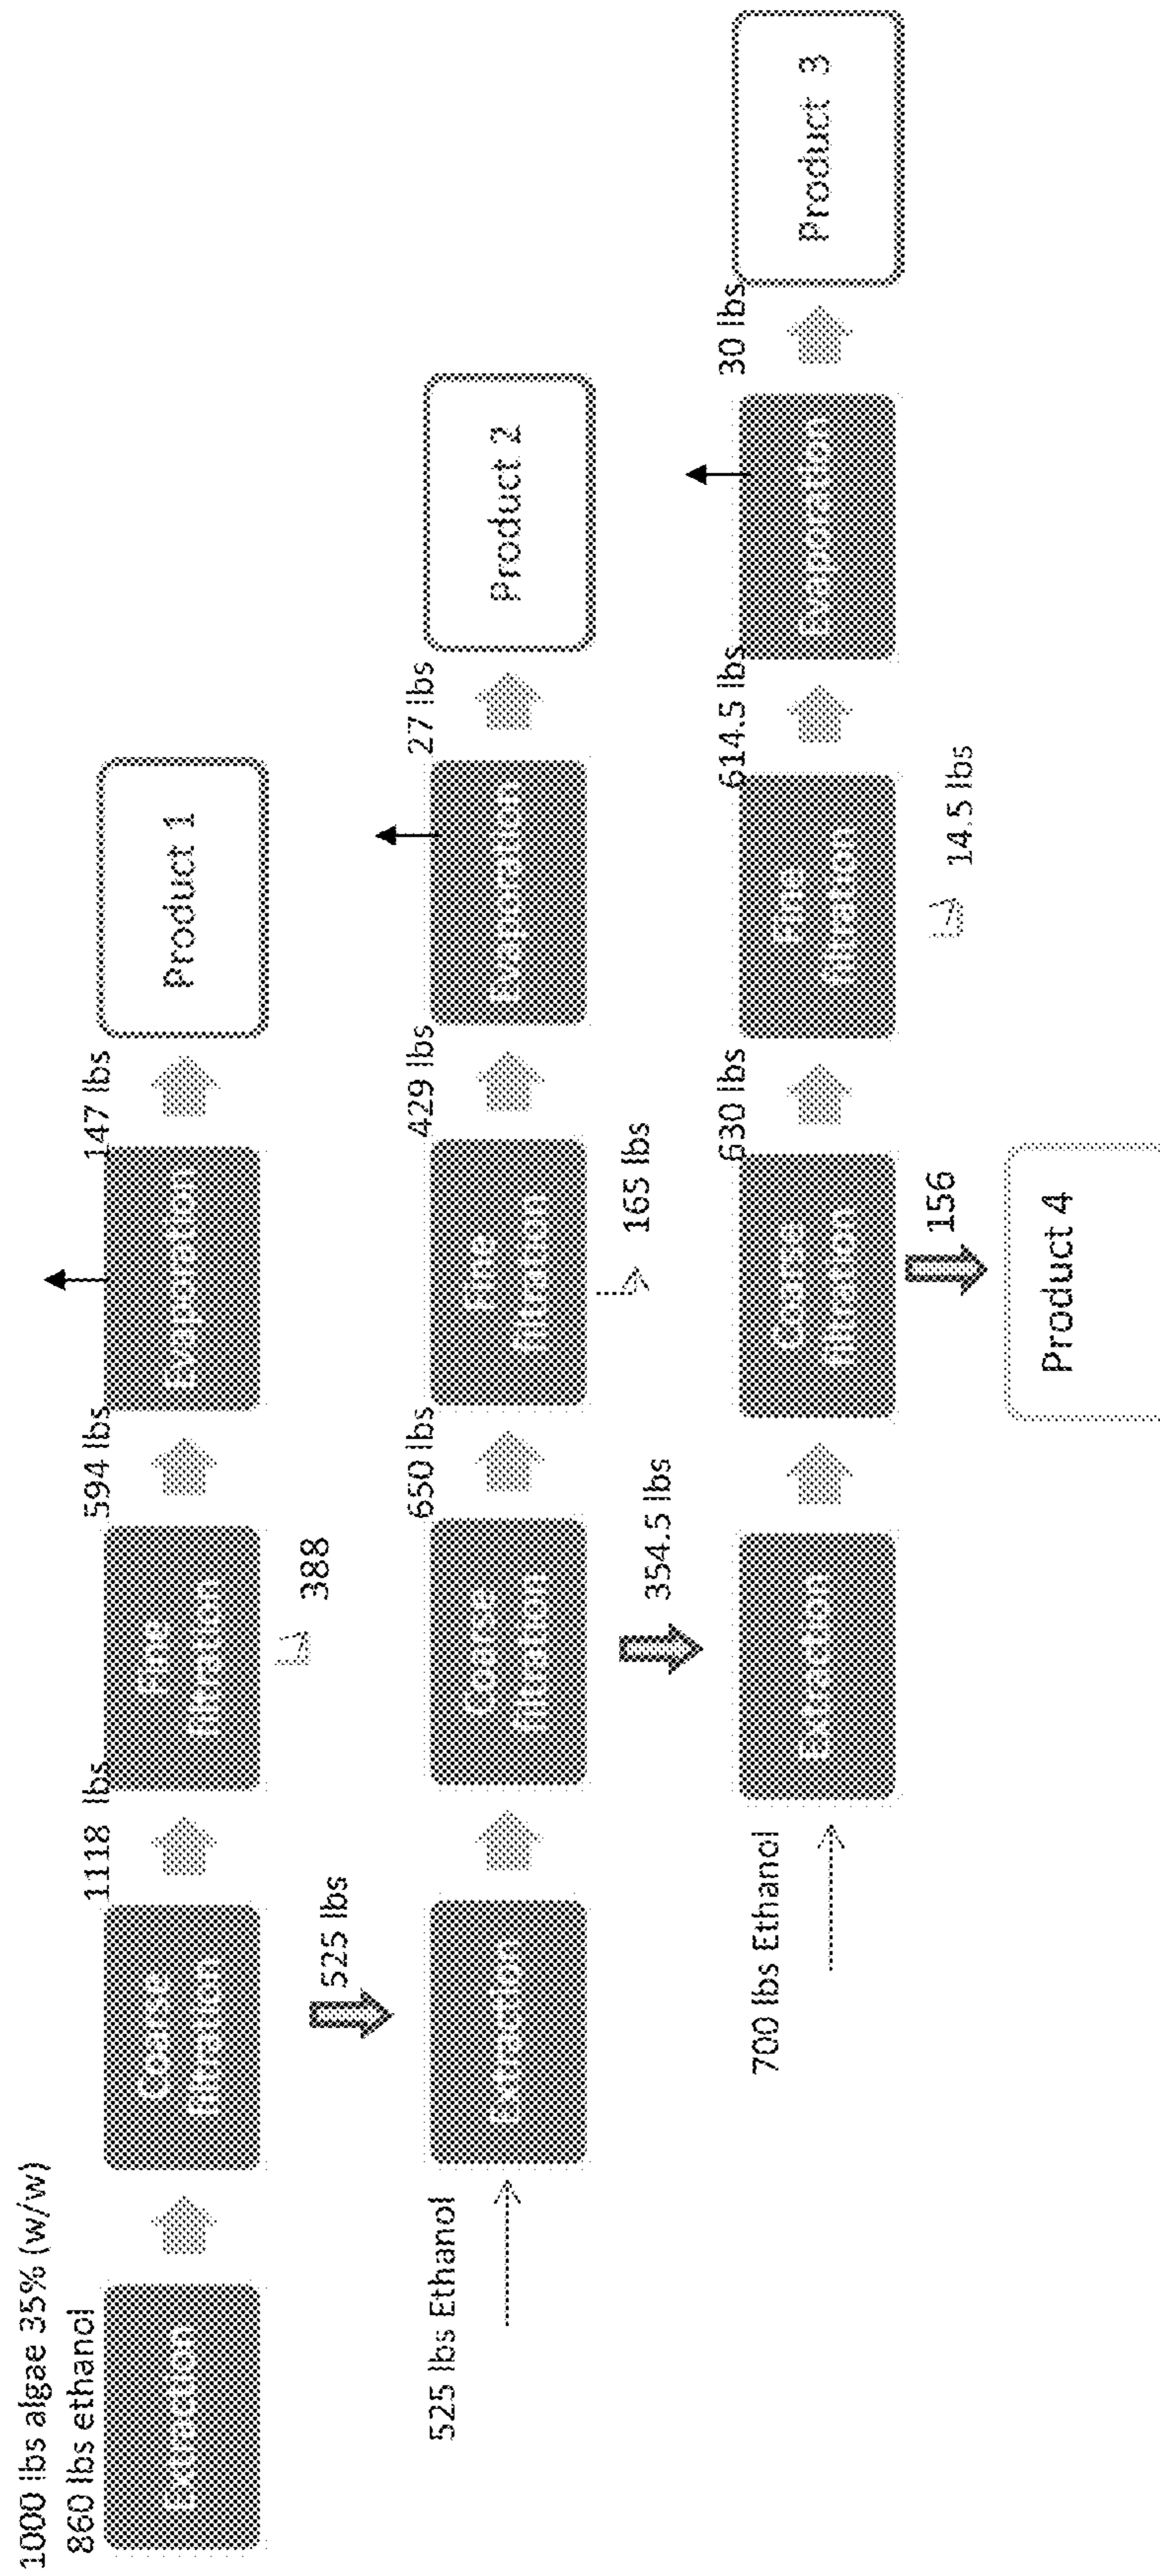 1000 lbs algae 35% (w/w)
860 lbs ethanol
Extraction
Coarse
filtration
1118 lbs
Fine
filtration
594 lbs
Evaporation
147 lbs
Product 1
525 lbs
388
525 lbs Ethanol
Extraction
Coarse
filtration
650 lbs
Fine
filtration
429 lbs
Evaporation
27 lbs
Product 2
354.5 lbs
165 lbs
700 lbs Ethanol
Extraction
Coarse
filtration
630 lbs
Fine
filtration
614.5 lbs
Evaporation
30 lbs
Product 3
156
14.5 lbs
Product 4